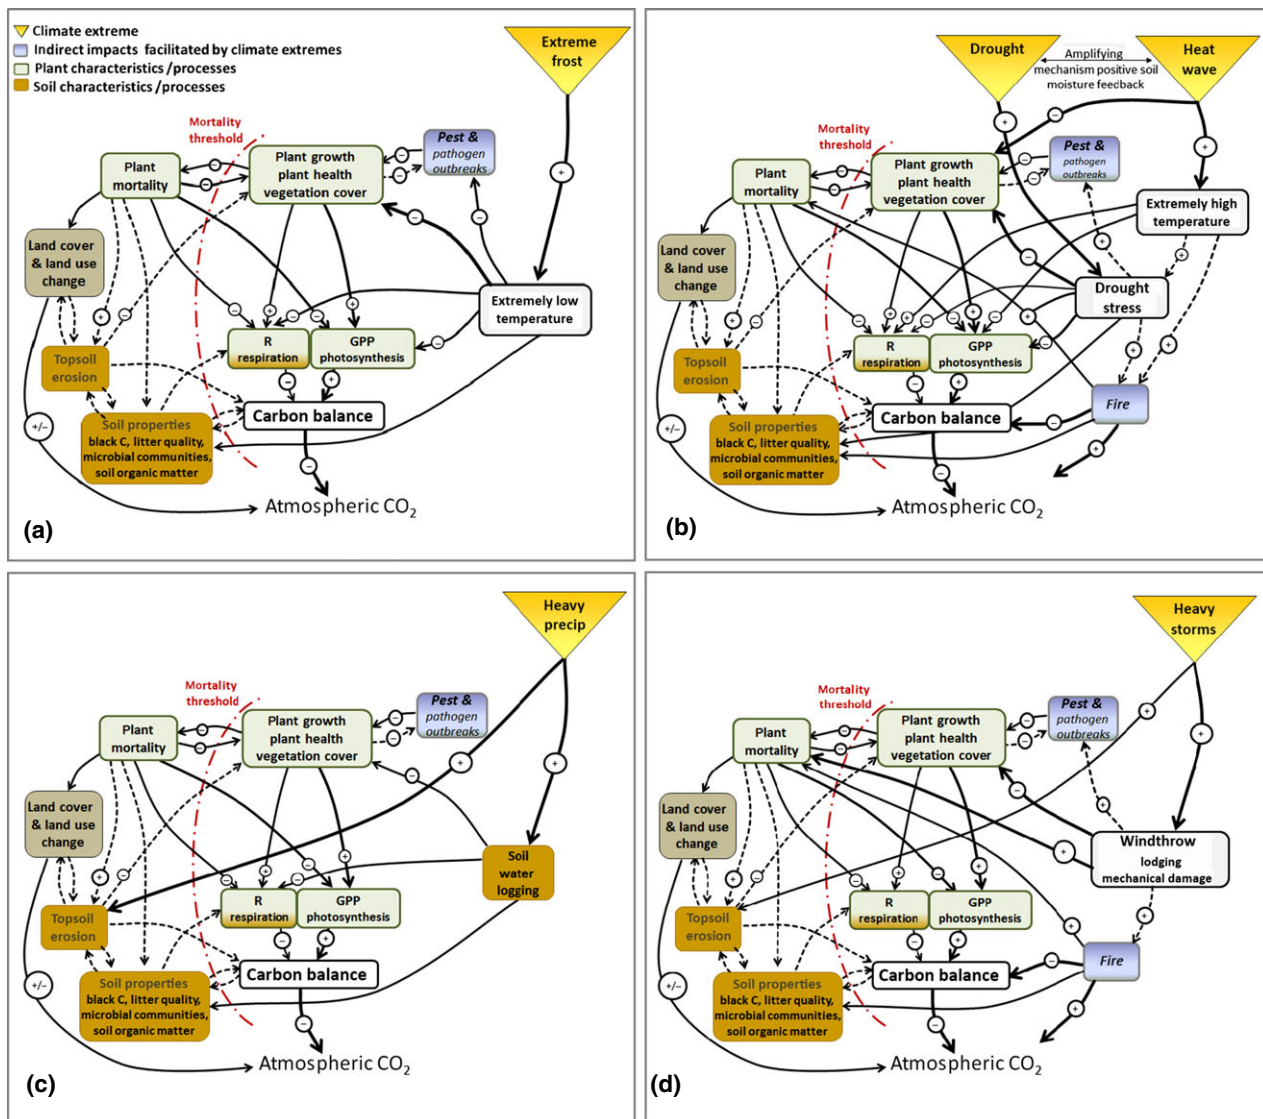 Climate extreme
Indirect impacts facilitated by climate extremes
Plant characteristics/processes
Soil characteristics/processes
Extreme
frost
Mortality
threshold
Plant
mortality
Plant growth
plant health
vegetation cover
Pest &
pathogen
outbreaks
Land cover
& land use
change
Extremely low
temperature
R
respiration
GPP
photosynthesis
Topsoil
erosion
Carbon balance
Soil properties
black C, litter quality,
microbial communities,
soil organic matter
+/−
Atmospheric CO2
(a)
Drought
Amplifying
mechanism positive soil
moisture feedback
Heat
wave
Mortality
threshold
Plant
mortality
Plant growth
plant health
vegetation cover
Pest &
pathogen
outbreaks
Extremely high
temperature
Land cover
& land use
change
Drought
stress
R
respiration
GPP
photosynthesis
Topsoil
erosion
Fire
Carbon balance
Soil properties
black C, litter quality,
microbial communities,
soil organic matter
+/−
Atmospheric CO2
(b)
Heavy
precip
Mortality
threshold
Plant
mortality
Plant growth
plant health
vegetation cover
Pest &
pathogen
outbreaks
Land cover
& land use
change
Soil
water
logging
R
respiration
GPP
photosynthesis
Topsoil
erosion
Carbon balance
Soil properties
black C, litter quality,
microbial communities,
soil organic matter
+/−
Atmospheric CO2
(c)
Heavy
storms
Mortality
threshold
Plant
mortality
Plant growth
plant health
vegetation cover
Pest &
pathogen
outbreaks
Land cover
& land use
change
Windthrow
lodging
mechanical damage
R
respiration
GPP
photosynthesis
Topsoil
erosion
Fire
Carbon balance
Soil properties
black C, litter quality,
microbial communities,
soil organic matter
+/−
Atmospheric CO2
(d)